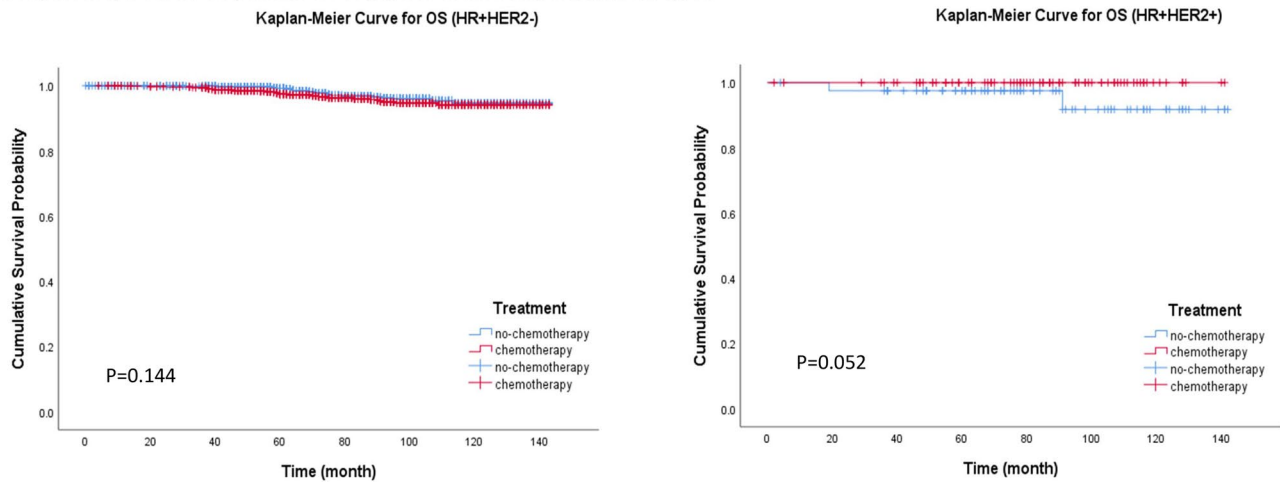 Kaplan-Meier Curve for OS (HR+HER2-)
Cumulative Survival Probability
1.0
0.8
0.6
0.4
0.2
0.0
P=0.144
Treatment
no-chemotherapy
chemotherapy
no-chemotherapy
chemotherapy
0 20 40 60 80 100 120 140
Time (month)
Kaplan-Meier Curve for OS (HR+HER2+)
Cumulative Survival Probability
1.0
0.8
0.6
0.4
0.2
0.0
P=0.052
Treatment
no-chemotherapy
chemotherapy
no-chemotherapy
chemotherapy
0 20 40 60 80 100 120 140
Time (month)